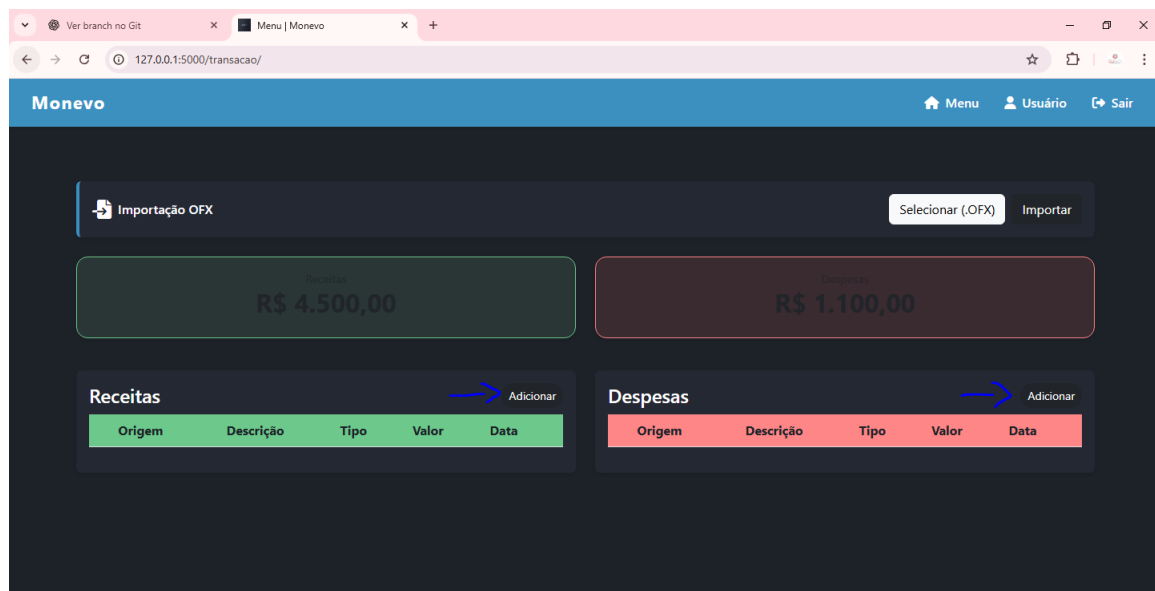 Ver branch no Git
Menu | Monevo
127.0.0.1:5000/transacao/
Monevo
Menu
Usuário
Sair
Importação OFX
Selecionar (.OFX)
Importar
Receitas
R$ 4.500,00
Despesas
R$ 1.100,00
Receitas
Adicionar
Despesas
Adicionar
Origem Descrição Tipo Valor Data
Origem Descrição Tipo Valor Data